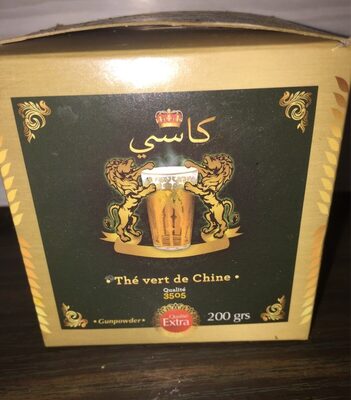 كاسي
• Thé vert de Chine •
Qualité
3505
• Gunpowder •
Qualité
Extra
200 grs